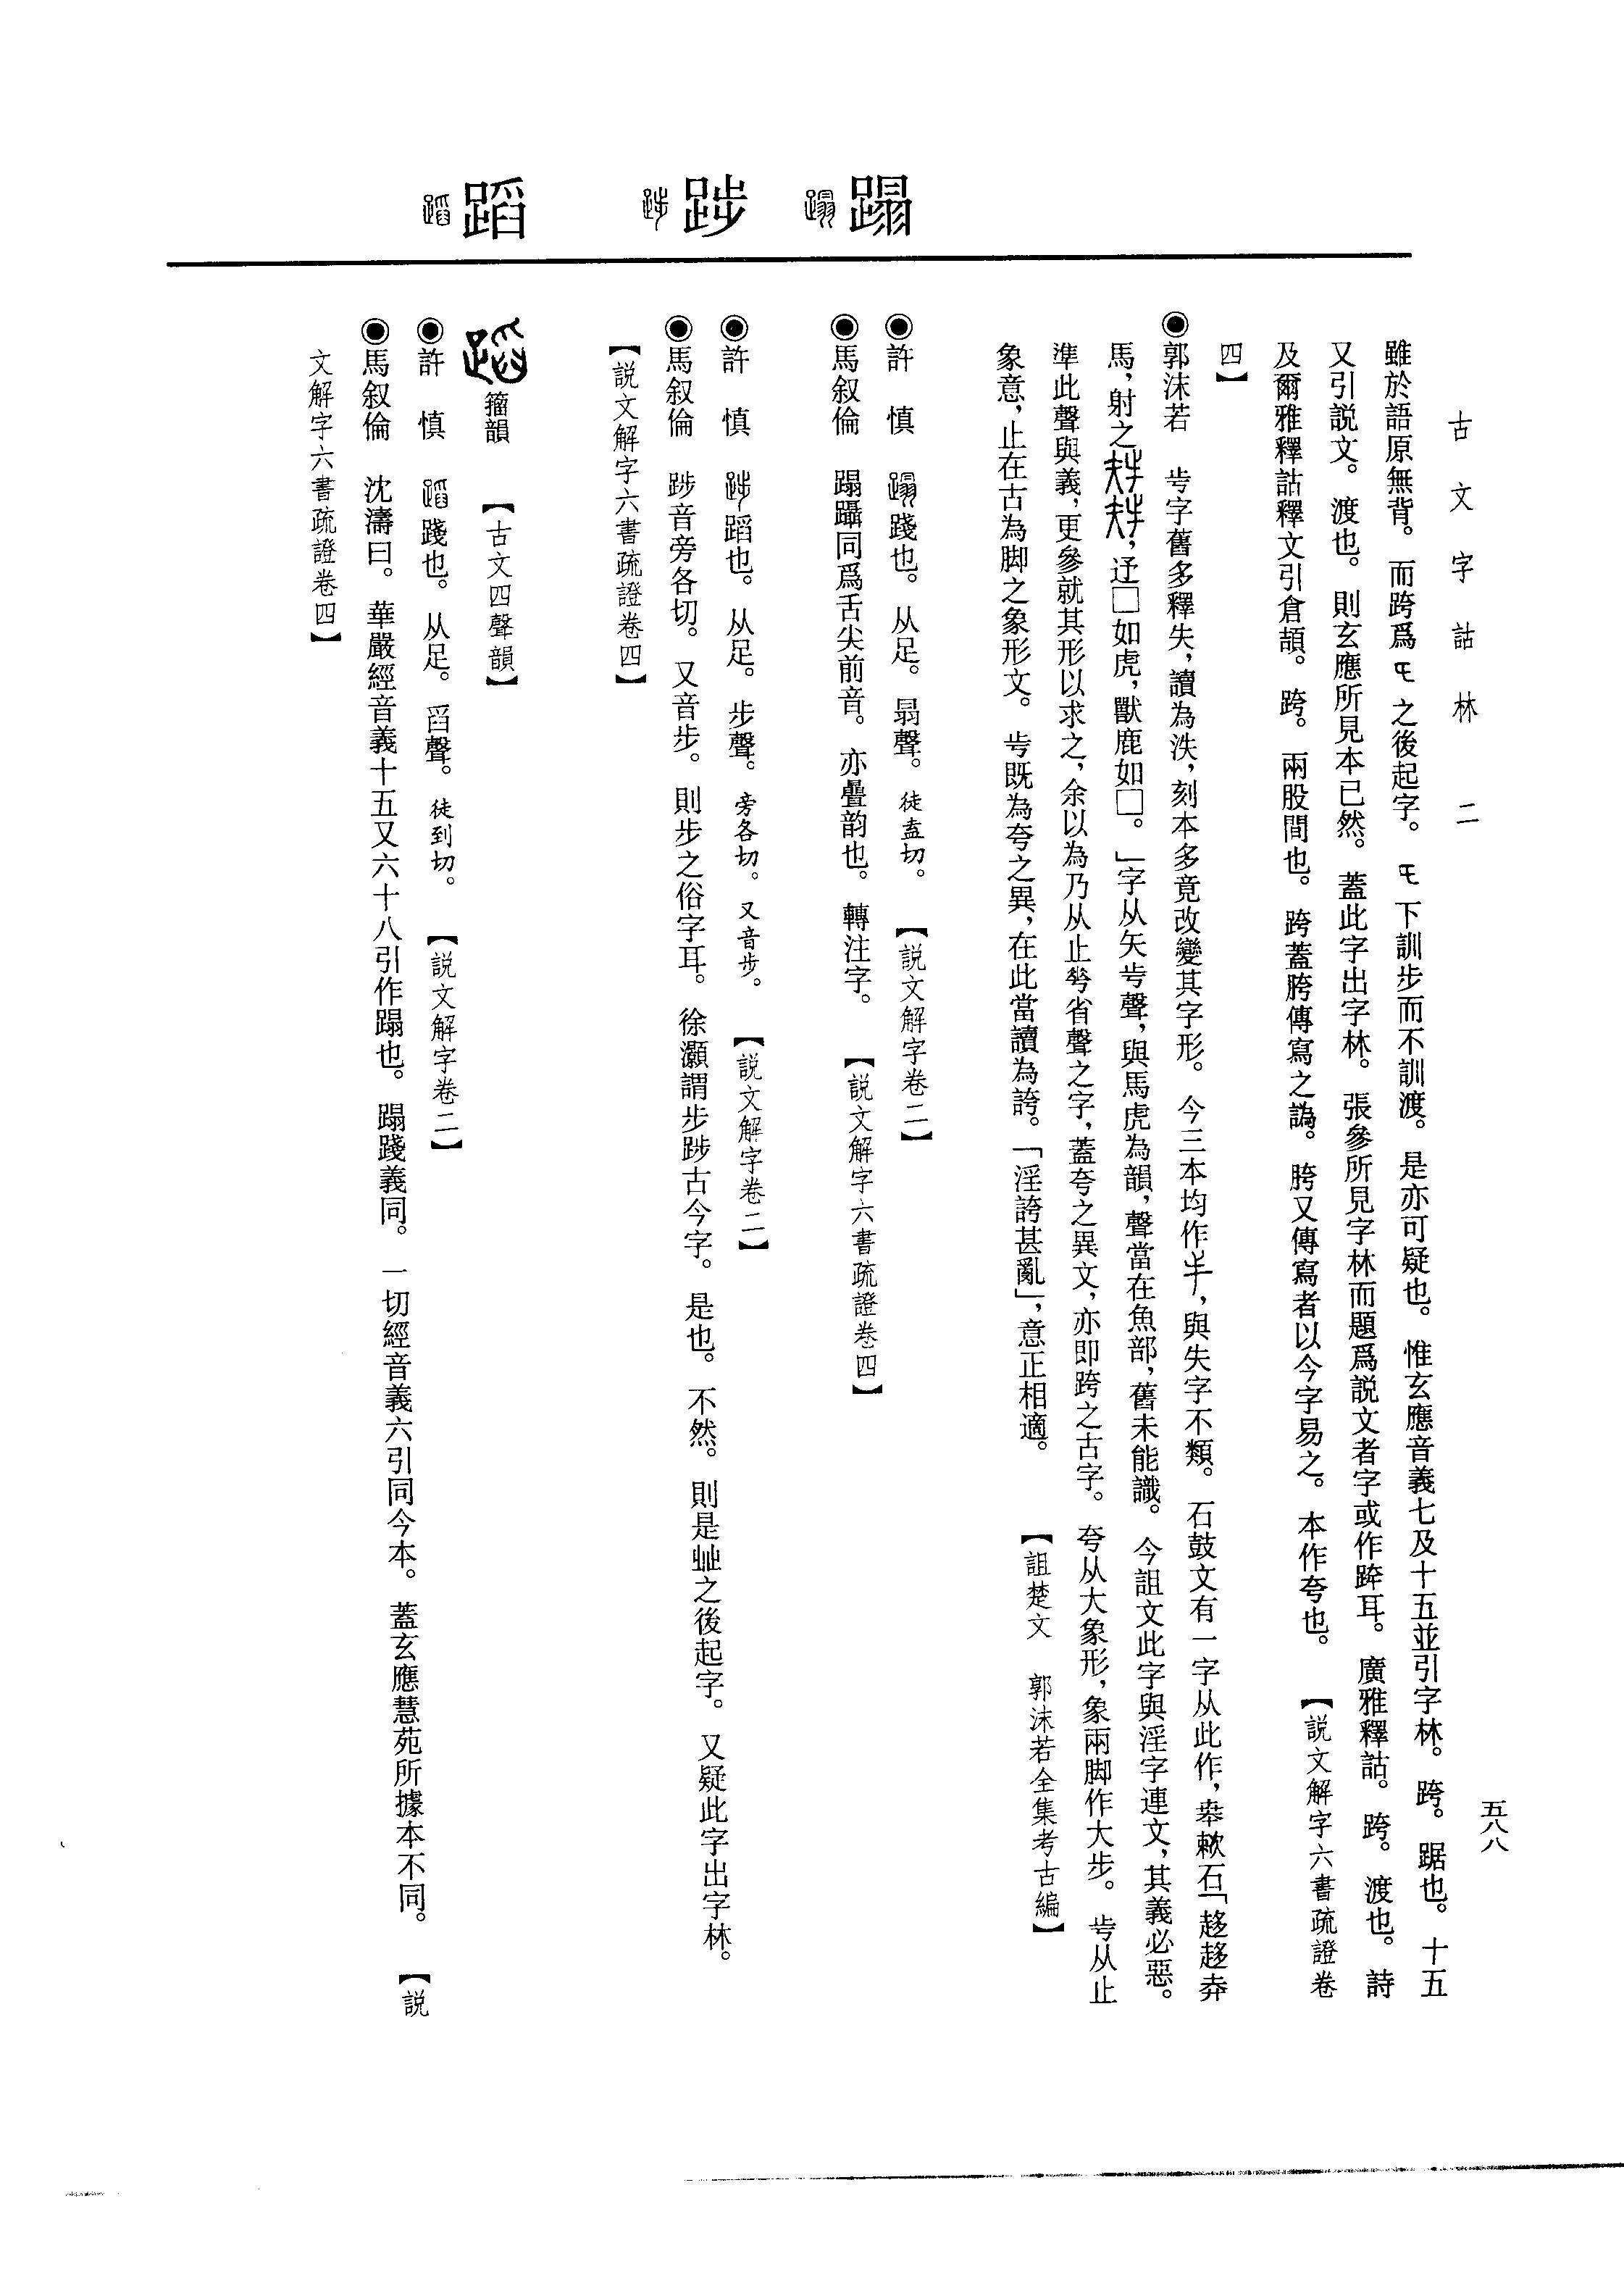 古文字詁林 二
五八八
雖於語原無背。而跨爲㐄之後起字。㐄下訓步而不訓渡。是亦可疑也。惟玄應音義七及十五並引字林。跨。踞也。十五
又引説文。渡也。則玄應所見本已然。蓋此字出字林。張參所見字林而題爲説文者字或作跨耳。廣雅釋詁。跨。渡也。詩
及爾雅釋詁釋文引倉頡。跨。兩股間也。跨蓋胯傳寫之譌。胯又傳寫者以今字易之。本作夸也。【説文解字六書疏證卷
四】
◉郭沫若 字舊多釋失，讀為泆，刻本多竟改變其字形。今三本均作，與失字不類。石鼓文有一字从此作，㚔敕石「趍趍𠦪
馬，射之，迂□如虎，獸鹿如□。」字从矢聲，與馬虎為韻，聲當在魚部，舊未能識。今詛文此字與淫字連文，其義必惡。
準此聲與義，更參就其形以求之，余以為乃从止省聲之字，蓋夸之異文，亦即跨之古字。夸从大象形，象兩脚作大步。从止
象意，止在古為脚之象形文。既為夸之異，在此當讀為誇。「淫誇甚亂」，意正相適。【詛楚文 郭沫若全集考古編】
蹋
◉許 慎 蹋踐也。从足。𦐇聲。徒盍切。【説文解字卷二】
◉馬叙倫 蹋躡同爲舌尖前音。亦疊韵也。轉注字。【説文解字六書疏證卷四】
踄
◉許 慎 踄蹈也。从足。步聲。旁各切。又音步。【説文解字卷二】
◉馬叙倫 踄音旁各切。又音步。則步之俗字耳。徐灝謂步踄古今字。是也。不然。則是之後起字。又疑此字出字林。
【説文解字六書疏證卷四】
蹈
籀韻 【古文四聲韻】
◉許 慎 蹈踐也。从足。舀聲。徒到切。【説文解字卷二】
◉馬叙倫 沈濤曰。華嚴經音義十五又六十八引作蹋也。蹋踐義同。一切經音義六引同今本。蓋玄應慧苑所據本不同。【説
文解字六書疏證卷四】